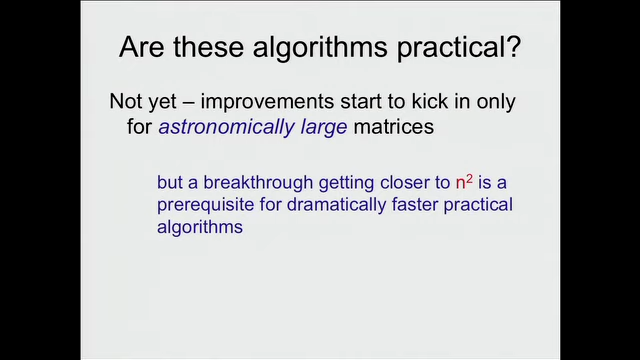 Are these algorithms practical?
Not yet – improvements start to kick in only
for astronomically large matrices
but a breakthrough getting closer to n² is a
prerequisite for dramatically faster practical
algorithms